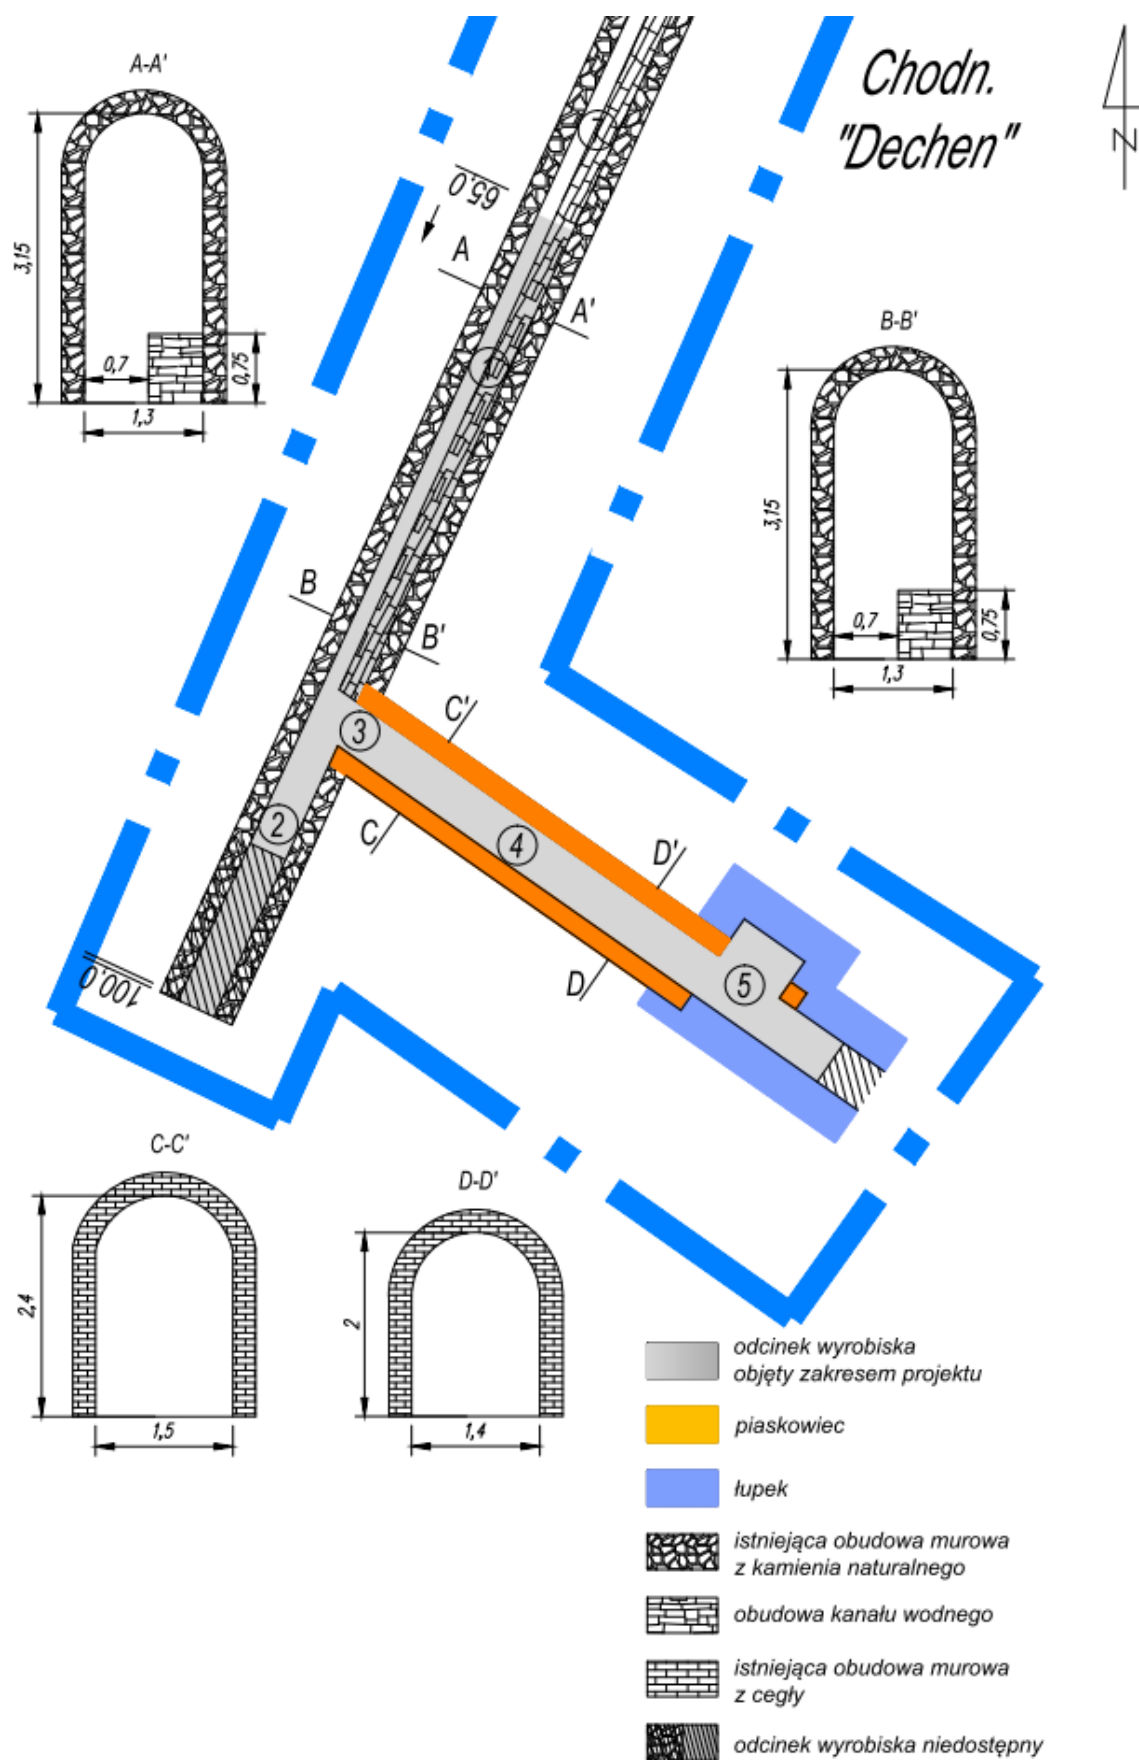 Chodn.
"Dechen"
N
A-A'
3,15
0,7
0,75
1,3
65.0
A
A'
1
1
B-B'
3,15
0,7
0,75
1,3
B
B'
C'
3
2
C
4
D'
D
5
100.0
C-C'
2,4
1,5
D-D'
2
1,4
odcinek wyrobiska
objęty zakresem projektu
piaskowiec
łupek
istniejąca obudowa murowa
z kamienia naturalnego
obudowa kanału wodnego
istniejąca obudowa murowa
z cegły
odcinek wyrobiska niedostępny